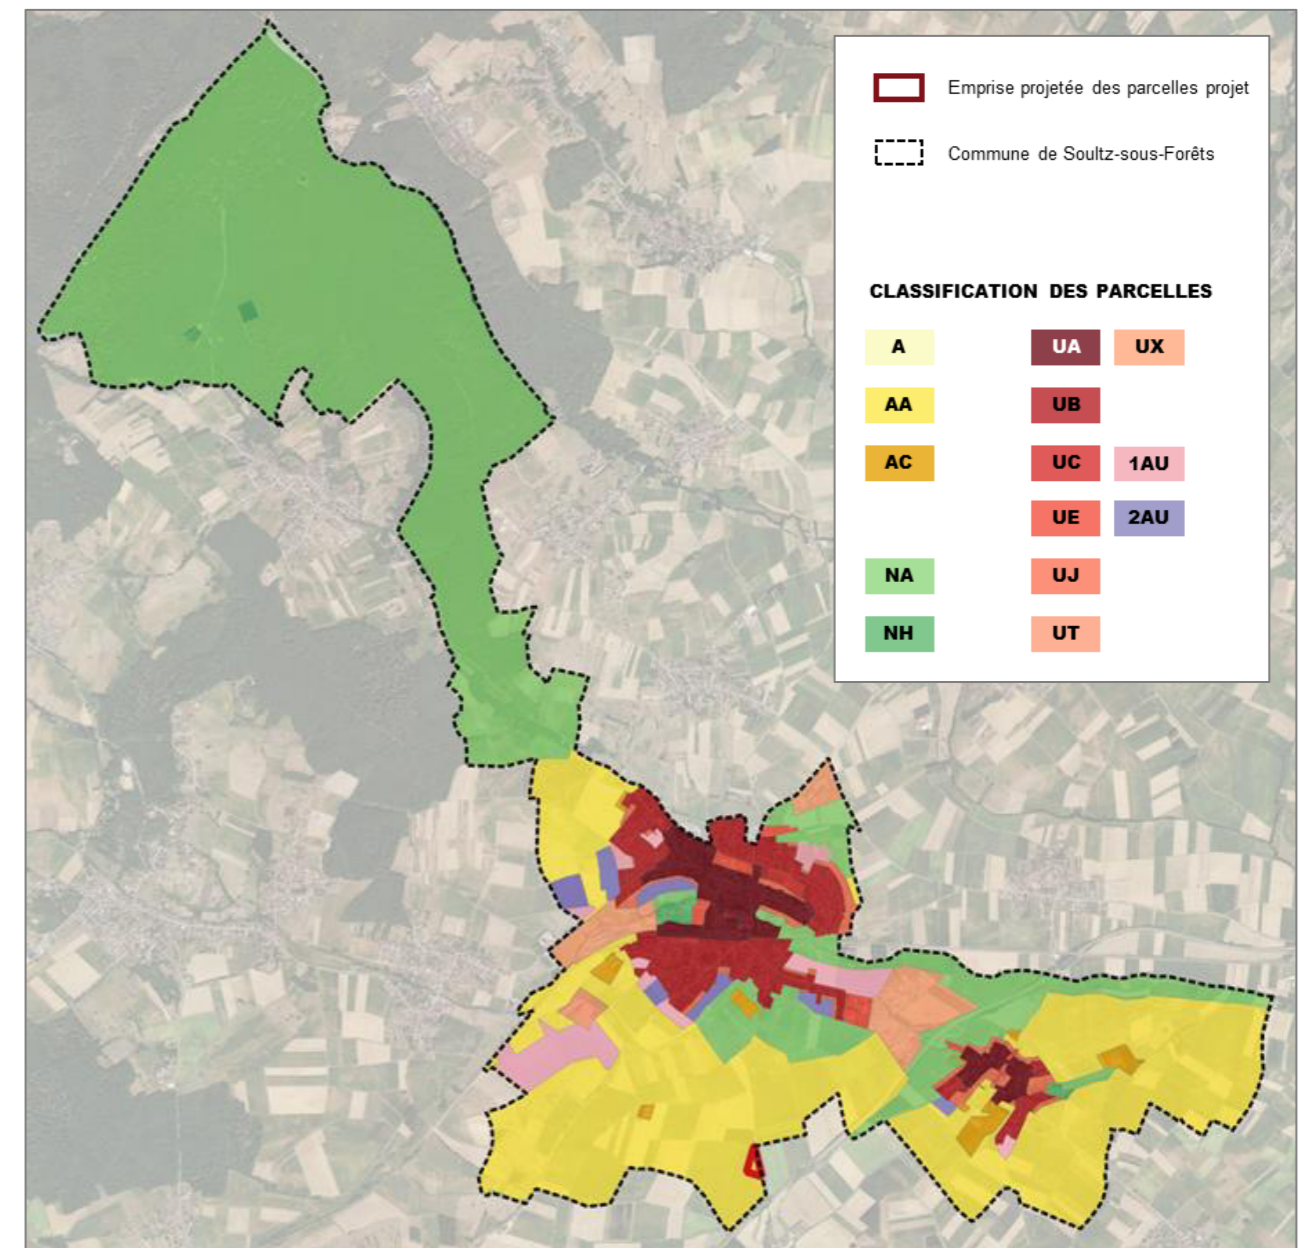 Emprise projetée des parcelles projet
Commune de Soultz-sous-Forêts
CLASSIFICATION DES PARCELLES
A UA UX
AA UB
AC UC 1AU
UE 2AU
NA UJ
NH UT